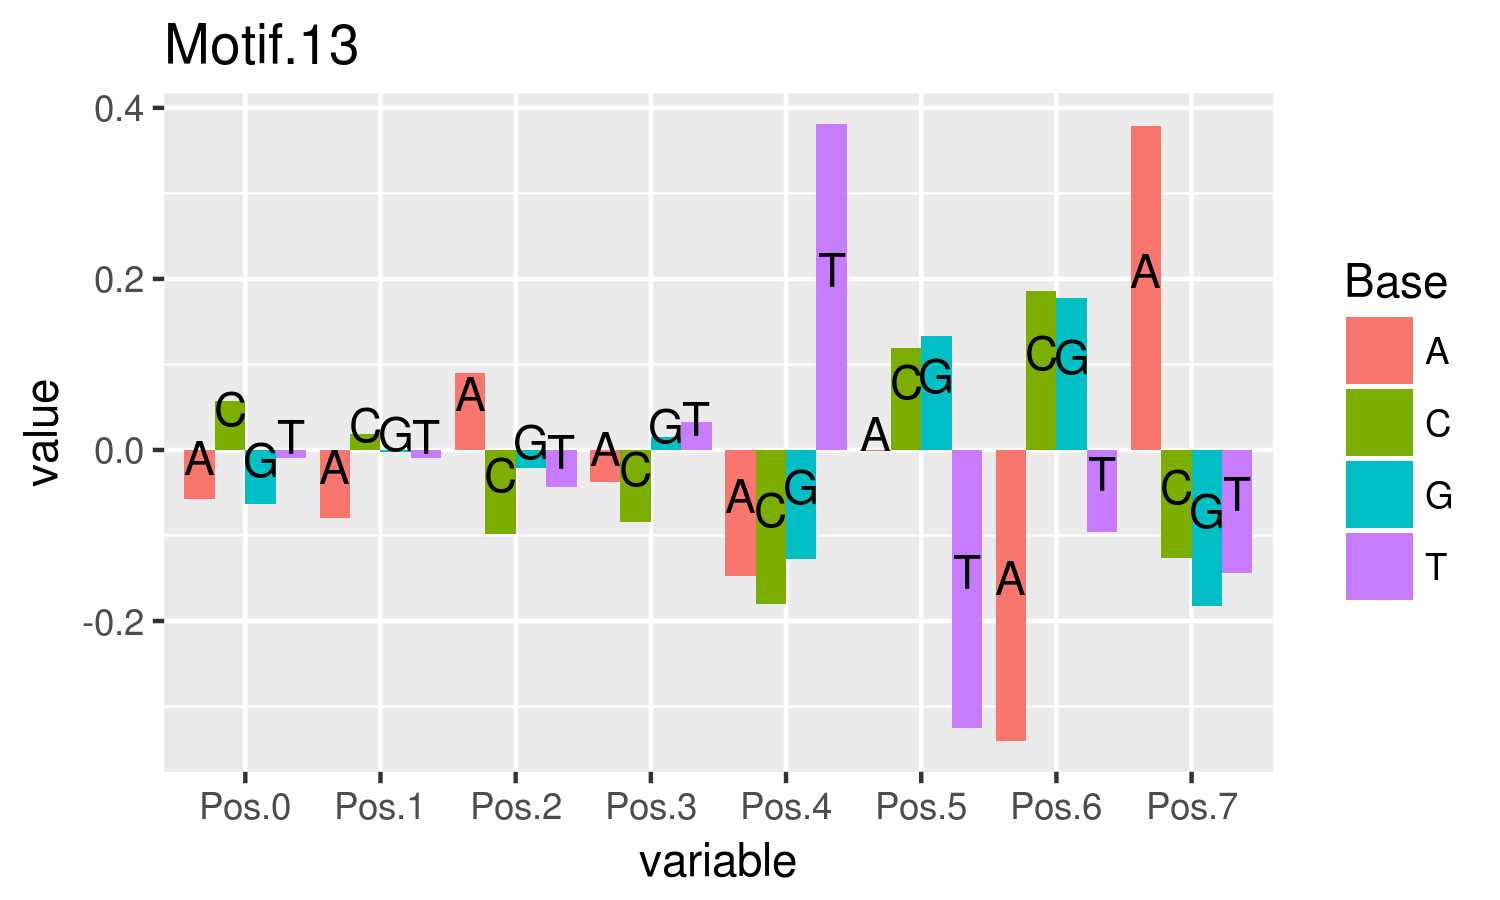 Motif.13
0.4
0.2
0.0
-0.2
value
A C G T A C G T A C G T A C G T A C G T A C G T A C G T A C G T
Pos.0 Pos.1 Pos.2 Pos.3 Pos.4 Pos.5 Pos.6 Pos.7
variable
Base
A
C
G
T